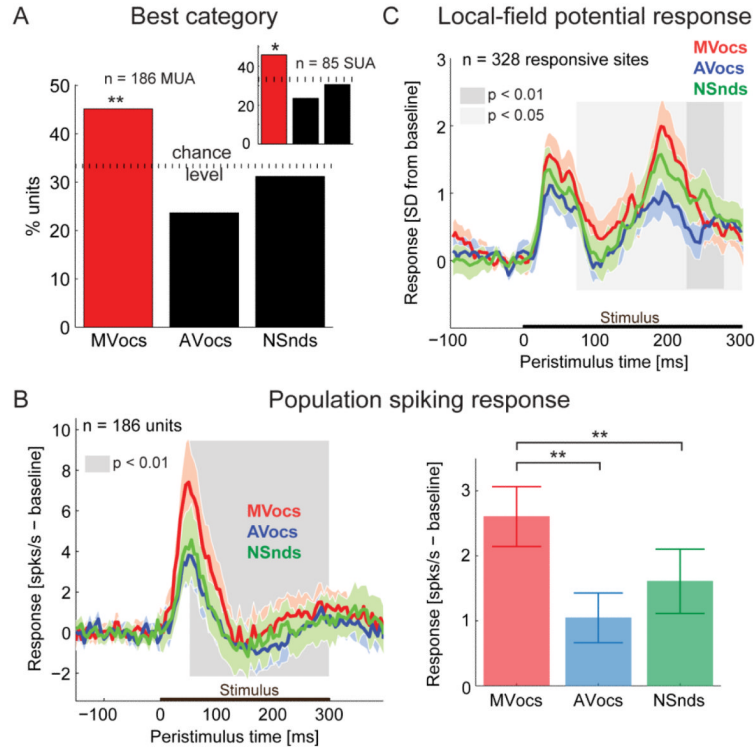 A
Best category
n = 186 MUA
n = 85 SUA
*
**
40
20
0
chance
level
% units
50
40
30
20
10
0
MVocs
AVocs
NSnds
C
Local-field potential response
n = 328 responsive sites
MVocs
AVocs
NSnds
p < 0.01
p < 0.05
Response [SD from baseline]
3
2
1
0
Stimulus
−100
0
100
200
300
Peristimulus time [ms]
B
Population spiking response
n = 186 units
p < 0.01
MVocs
AVocs
NSnds
Response [spks/s − baseline]
10
8
6
4
2
0
−2
Stimulus
−100
0
100
200
300
Peristimulus time [ms]
**
**
Response [spks/s − baseline]
3
2
1
0
MVocs
AVocs
NSnds